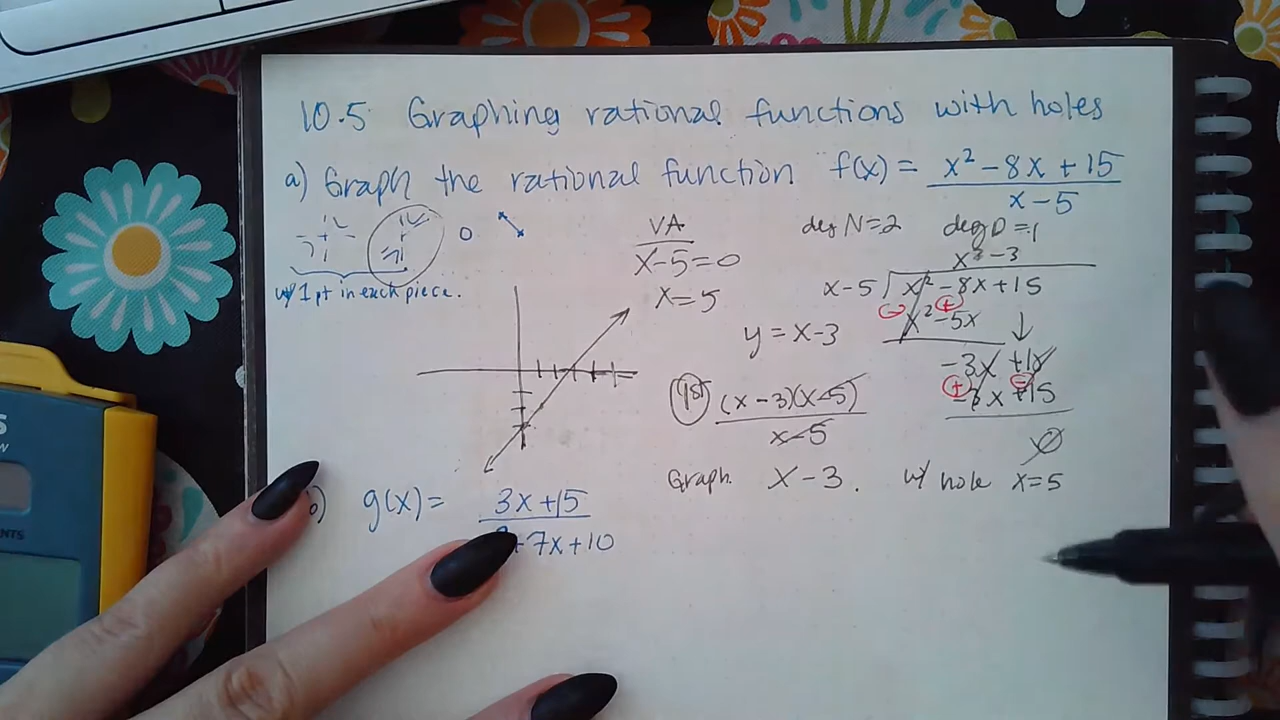 10.5 Graphing rational functions with holes
a) Graph the rational function f(x) = x² - 8x + 15 / x - 5
w/ 1 pt in each piece.
VA
x - 5 = 0
x = 5
deg N = 2 deg D = 1
x - 3
x - 5 ) x² - 8x + 15
x² - 5x
-3x + 15
-3x + 15
0
y = x - 3
1st (x - 3)(x - 5) / x - 5
Graph x - 3. w/ hole x = 5
) g(x) = 3x + 15 / + 7x + 10